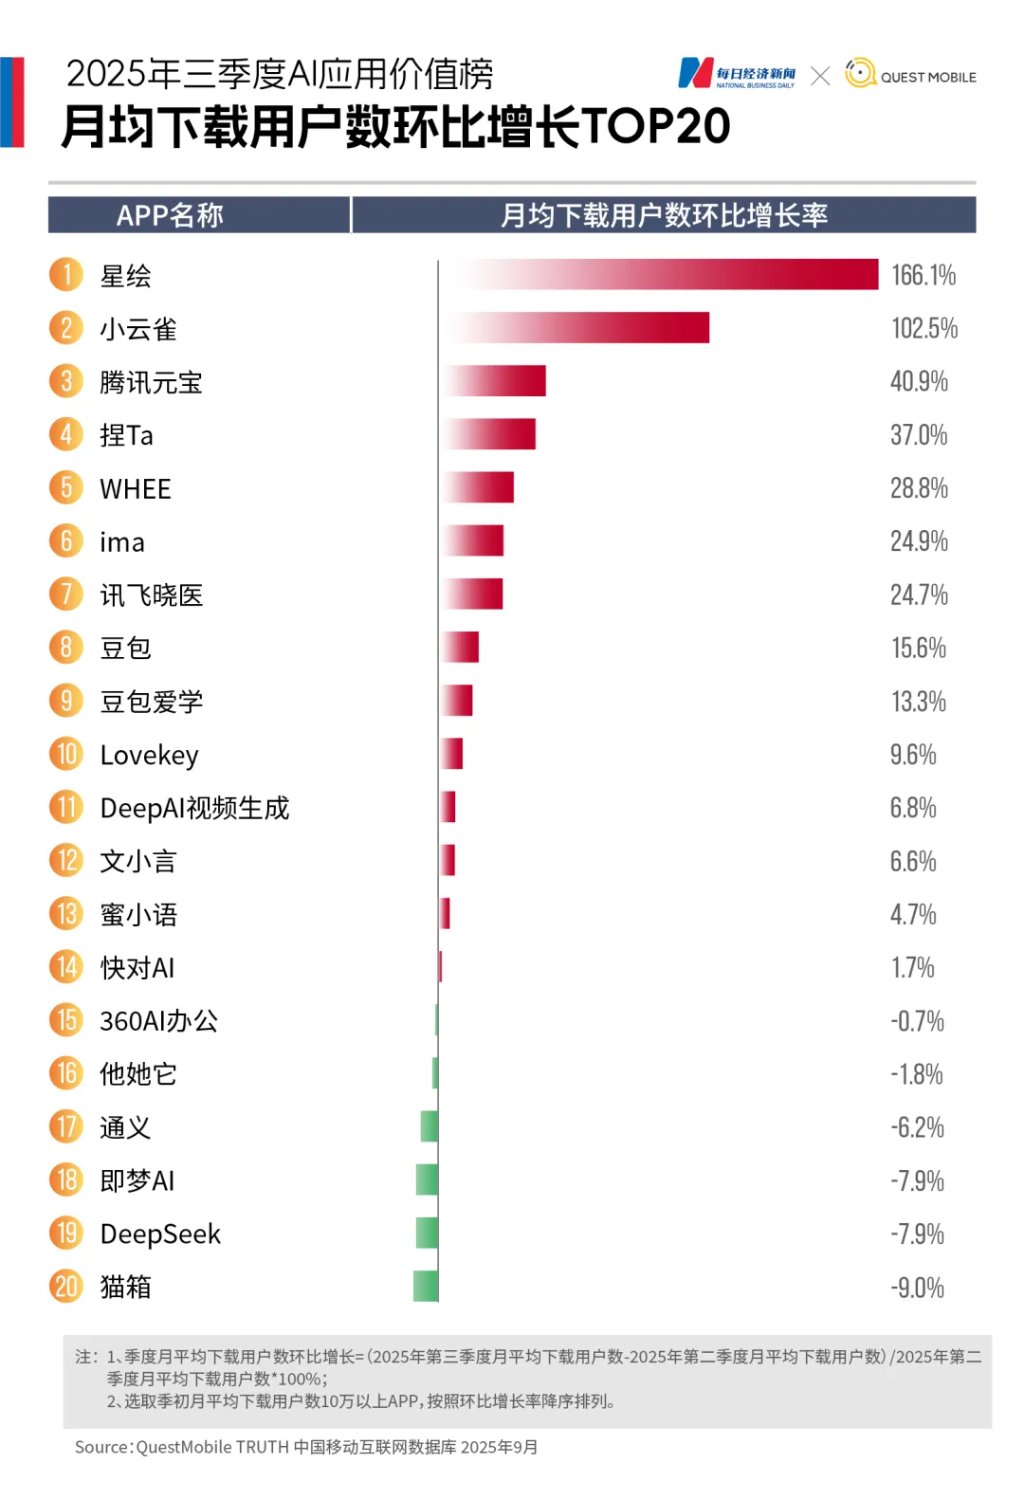 2025年三季度AI应用价值榜
月均下载用户数环比增长TOP20
每日经济新闻
NATIONAL BUSINESS DAILY
QUEST MOBILE
APP名称 月均下载用户数环比增长率
1 星绘 166.1%
2 小云雀 102.5%
3 腾讯元宝 40.9%
4 捏Ta 37.0%
5 WHEE 28.8%
6 ima 24.9%
7 讯飞晓医 24.7%
8 豆包 15.6%
9 豆包爱学 13.3%
10 Lovekey 9.6%
11 DeepAI视频生成 6.8%
12 文小言 6.6%
13 蜜小语 4.7%
14 快对AI 1.7%
15 360AI办公 -0.7%
16 他她它 -1.8%
17 通义 -6.2%
18 即梦AI -7.9%
19 DeepSeek -7.9%
20 猫箱 -9.0%
注：1、季度月平均下载用户数环比增长=（2025年第三季度月平均下载用户数-2025年第二季度月平均下载用户数）/2025年第二
季度月平均下载用户数*100%；
2、选取季初月平均下载用户数10万以上APP，按照环比增长率降序排列。
Source：QuestMobile TRUTH 中国移动互联网数据库 2025年9月